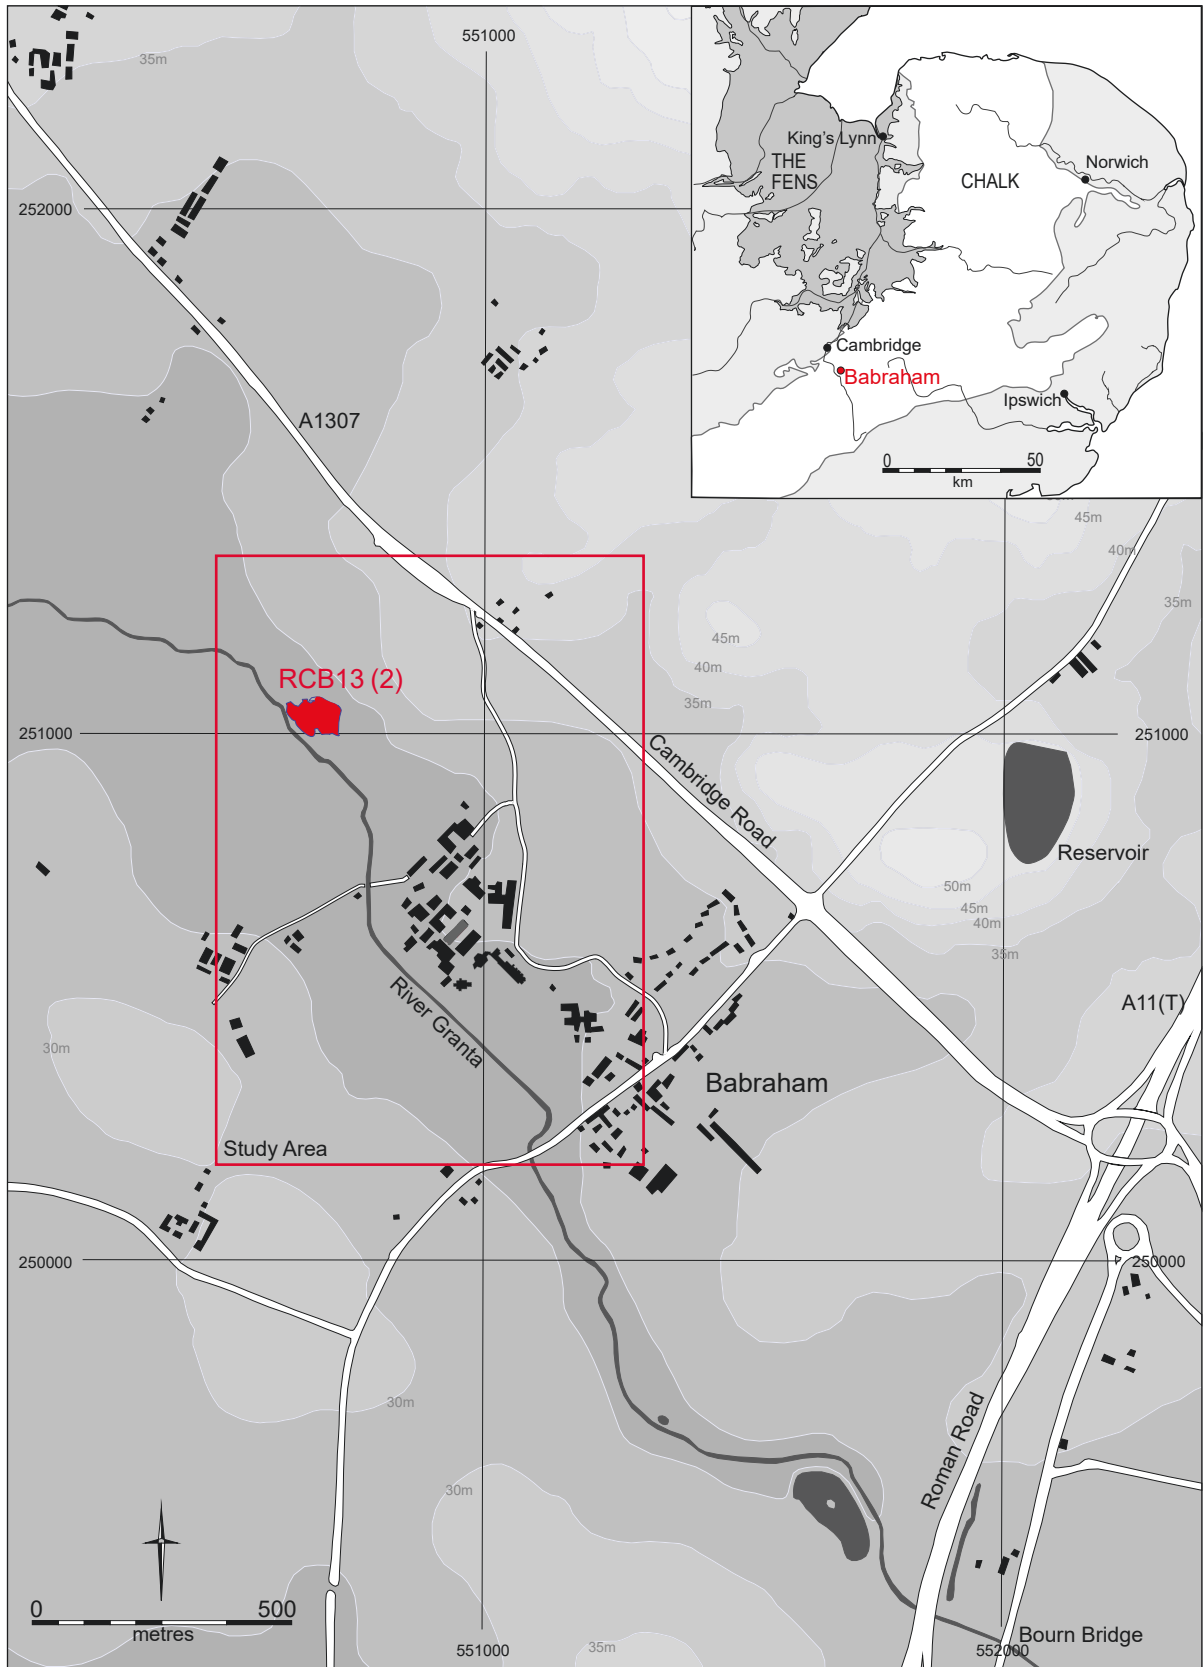 551000
35m
King's Lynn
THE
FENS
CHALK
Norwich
252000
Cambridge
Babraham
Ipswich
A1307
0
50
km
45m
40m
35m
45m
40m
35m
RCB13 (2)
251000
251000
Cambridge Road
Reservoir
50m
45m
40m
35m
A11(T)
River Granta
30m
Babraham
Study Area
250000
250000
30m
Roman Road
30m
0
500
metres
35m
551000
552000
Bourn Bridge